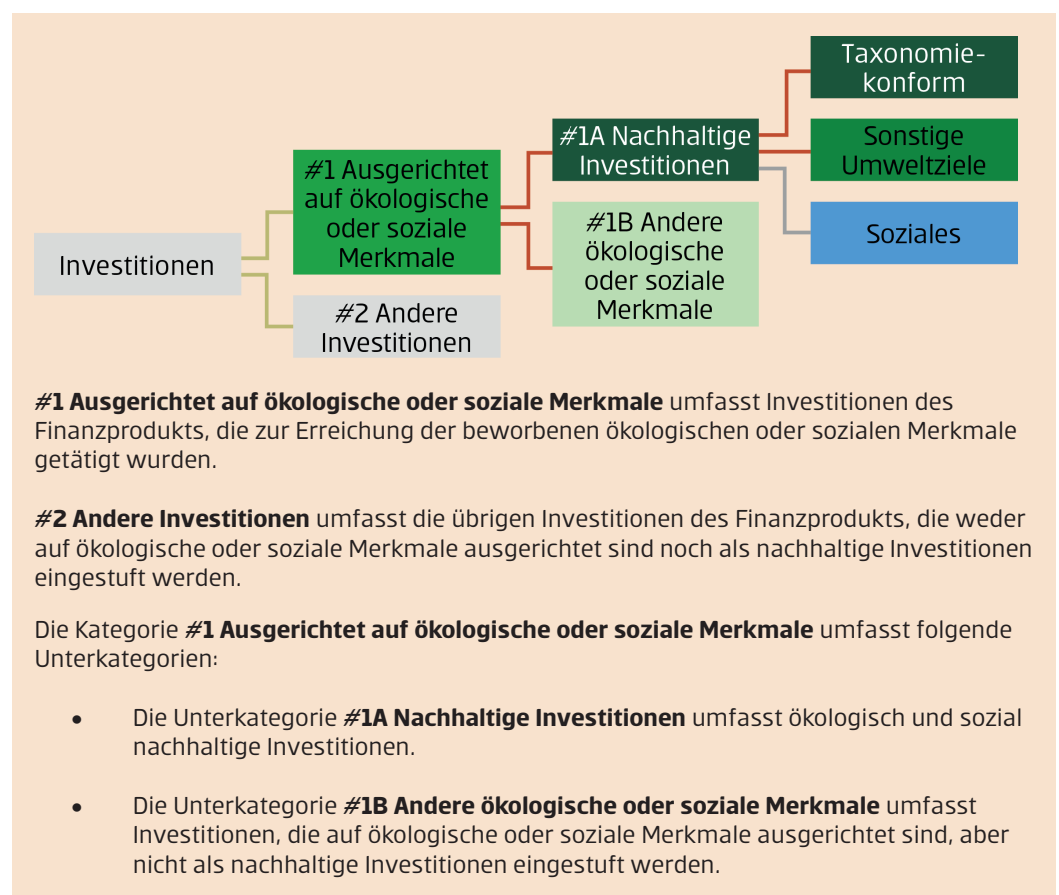 Taxonomie-
konform
#1A Nachhaltige
Investitionen
Sonstige
Umweltziele
#1 Ausgerichtet
auf ökologische
oder soziale
Merkmale
#1B Andere
ökologische
oder soziale
Merkmale
Soziales
Investitionen
#2 Andere
Investitionen
#1 Ausgerichtet auf ökologische oder soziale Merkmale umfasst Investitionen des
Finanzprodukts, die zur Erreichung der beworbenen ökologischen oder sozialen Merkmale
getätigt wurden.
#2 Andere Investitionen umfasst die übrigen Investitionen des Finanzprodukts, die weder
auf ökologische oder soziale Merkmale ausgerichtet sind noch als nachhaltige Investitionen
eingestuft werden.
Die Kategorie #1 Ausgerichtet auf ökologische oder soziale Merkmale umfasst folgende
Unterkategorien:
• Die Unterkategorie #1A Nachhaltige Investitionen umfasst ökologisch und sozial
nachhaltige Investitionen.
• Die Unterkategorie #1B Andere ökologische oder soziale Merkmale umfasst
Investitionen, die auf ökologische oder soziale Merkmale ausgerichtet sind, aber
nicht als nachhaltige Investitionen eingestuft werden.